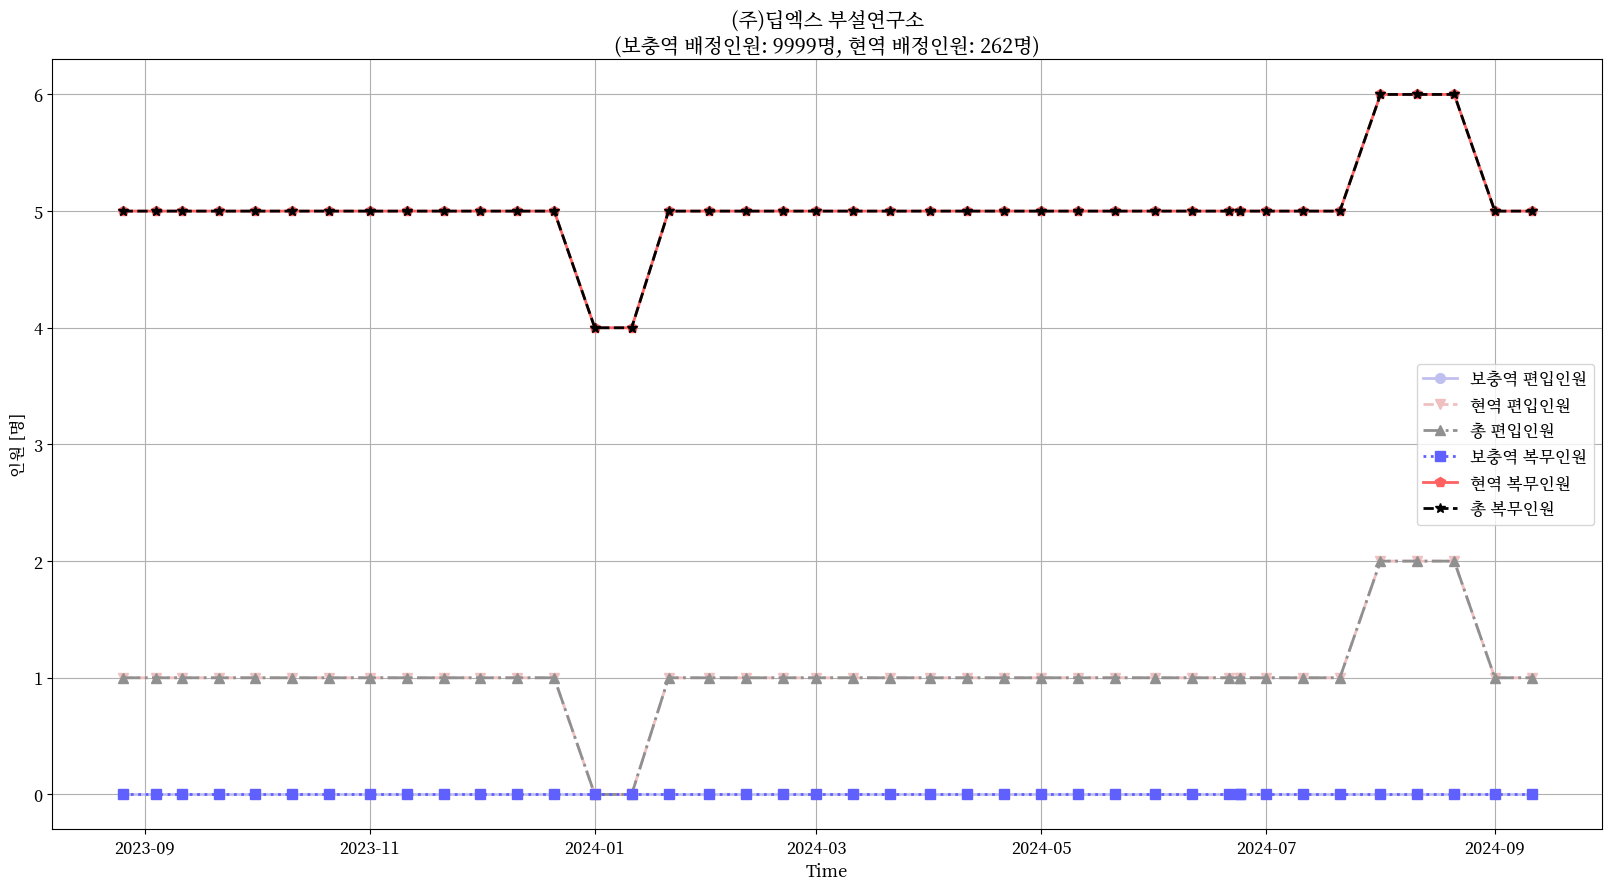 (주)딥엑스 부설연구소
(보충역 배정인원: 9999명, 현역 배정인원: 262명)
인원 [명]
6
5
4
3
2
1
0
보충역 편입인원
현역 편입인원
총 편입인원
보충역 복무인원
현역 복무인원
총 복무인원
2023-09
2023-11
2024-01
2024-03
2024-05
2024-07
2024-09
Time